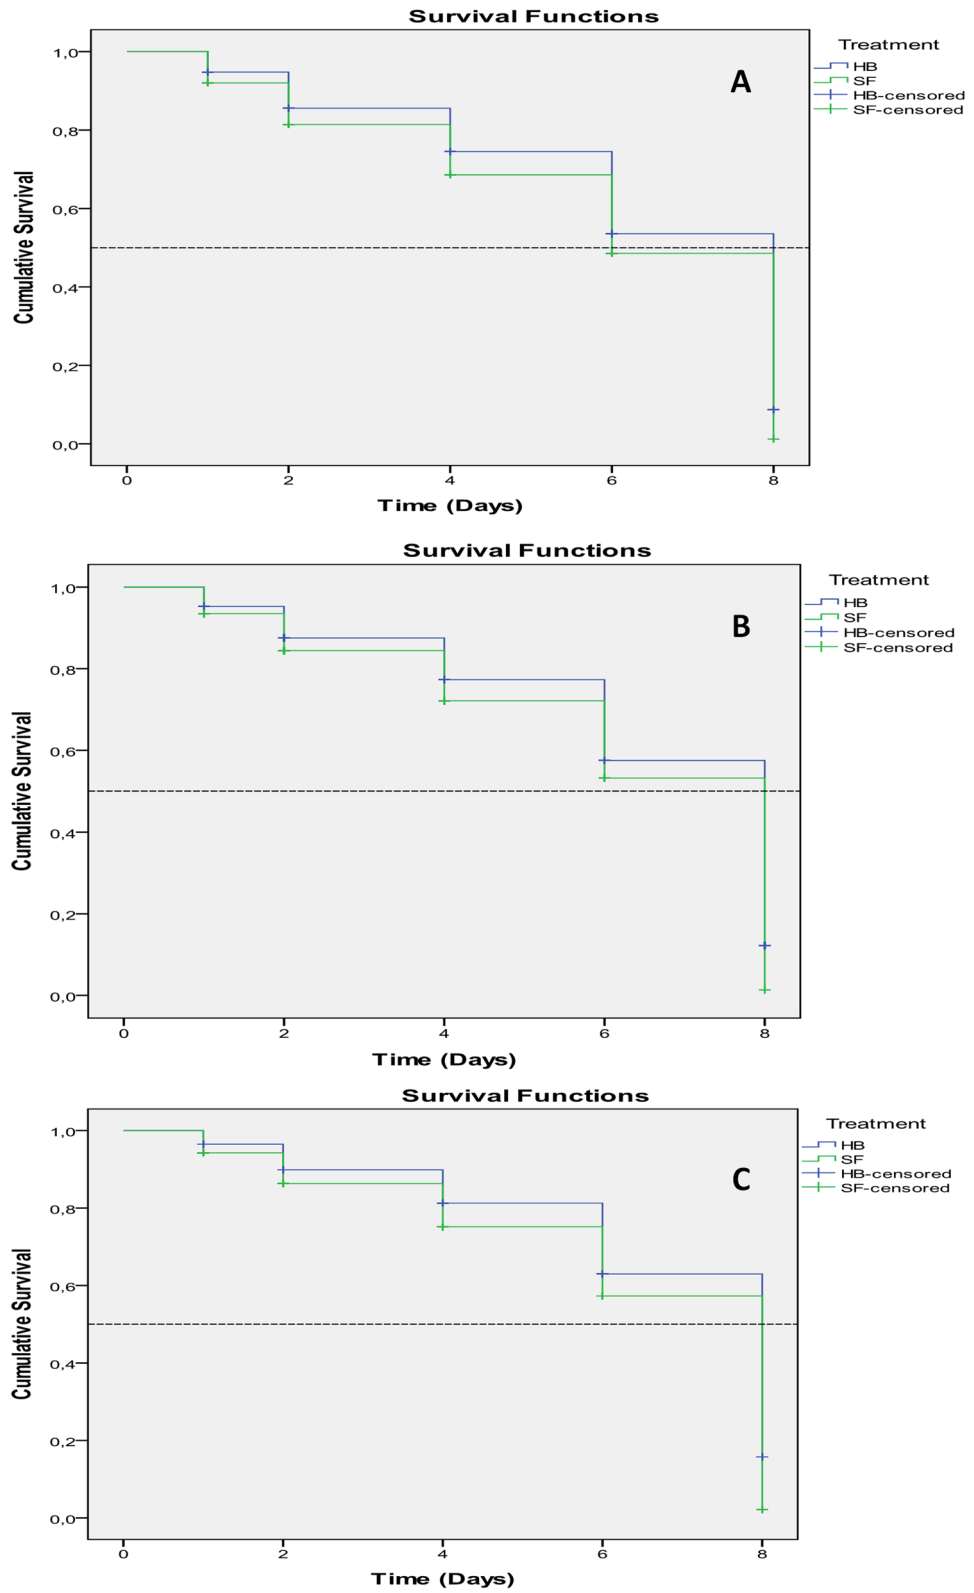 Survival Functions
A
Treatment
HB
SF
HB-censored
SF-censored
Cumulative Survival
1,0
0,8
0,6
0,4
0,2
0,0
0 2 4 6 8
Time (Days)
Survival Functions
B
Treatment
HB
SF
HB-censored
SF-censored
Cumulative Survival
1,0
0,8
0,6
0,4
0,2
0,0
0 2 4 6 8
Time (Days)
Survival Functions
C
Treatment
HB
SF
HB-censored
SF-censored
Cumulative Survival
1,0
0,8
0,6
0,4
0,2
0,0
0 2 4 6 8
Time (Days)